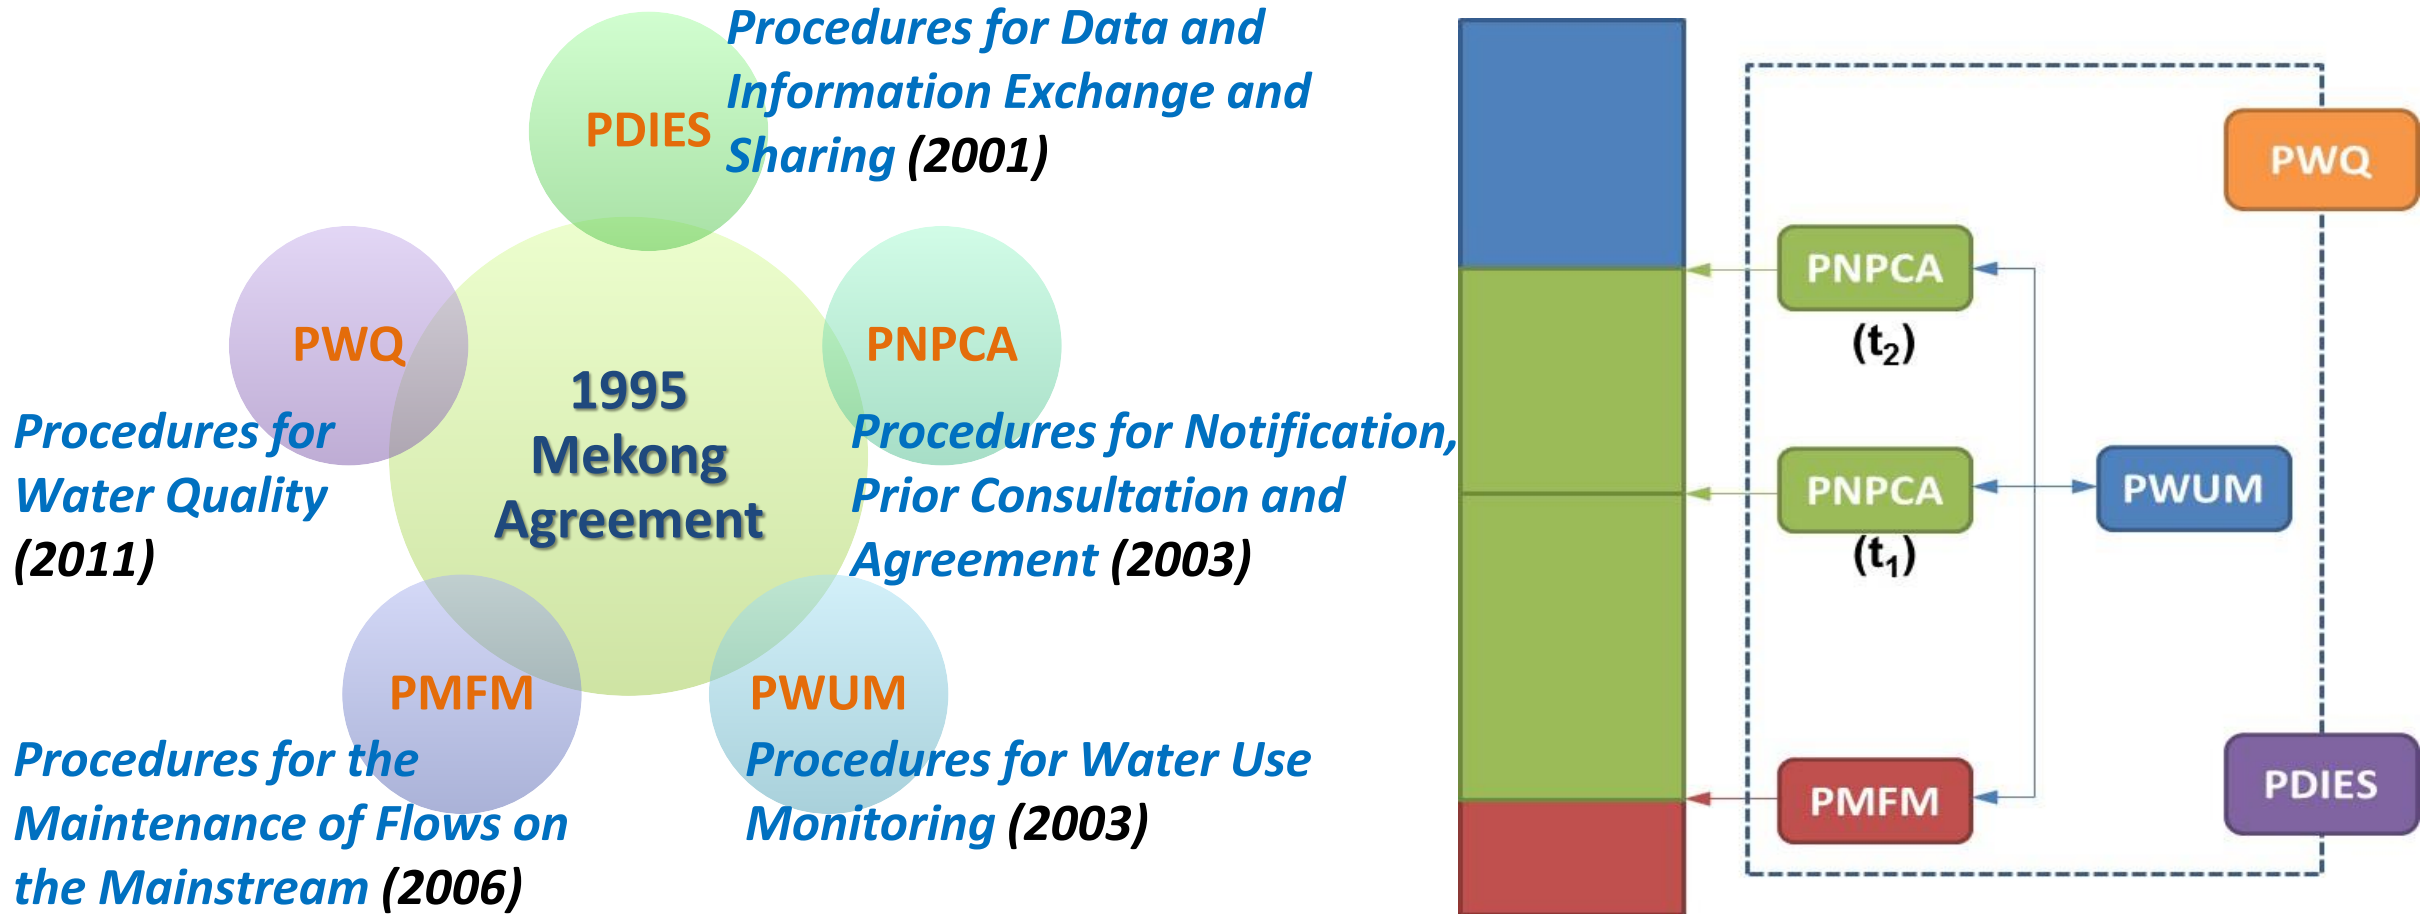 PDIES
Procedures for Data and
Information Exchange and
Sharing (2001)
PWQ
Procedures for
Water Quality
(2011)
1995
Mekong
Agreement
PNPCA
Procedures for Notification,
Prior Consultation and
Agreement (2003)
PMFM
Procedures for the
Maintenance of Flows on
the Mainstream (2006)
PWUM
Procedures for Water Use
Monitoring (2003)
PWQ
PNPCA
(t2)
PNPCA
(t1)
PWUM
PMFM
PDIES